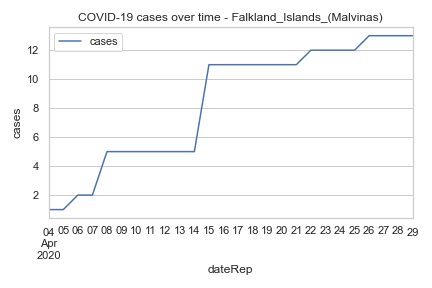 COVID-19 cases over time - Falkland_Islands_(Malvinas)
cases
12
10
8
6
4
2
cases
04 05 06 07 08 09 10 11 12 13 14 15 16 17 18 19 20 21 22 23 24 25 26 27 28 29
Apr
2020
dateRep